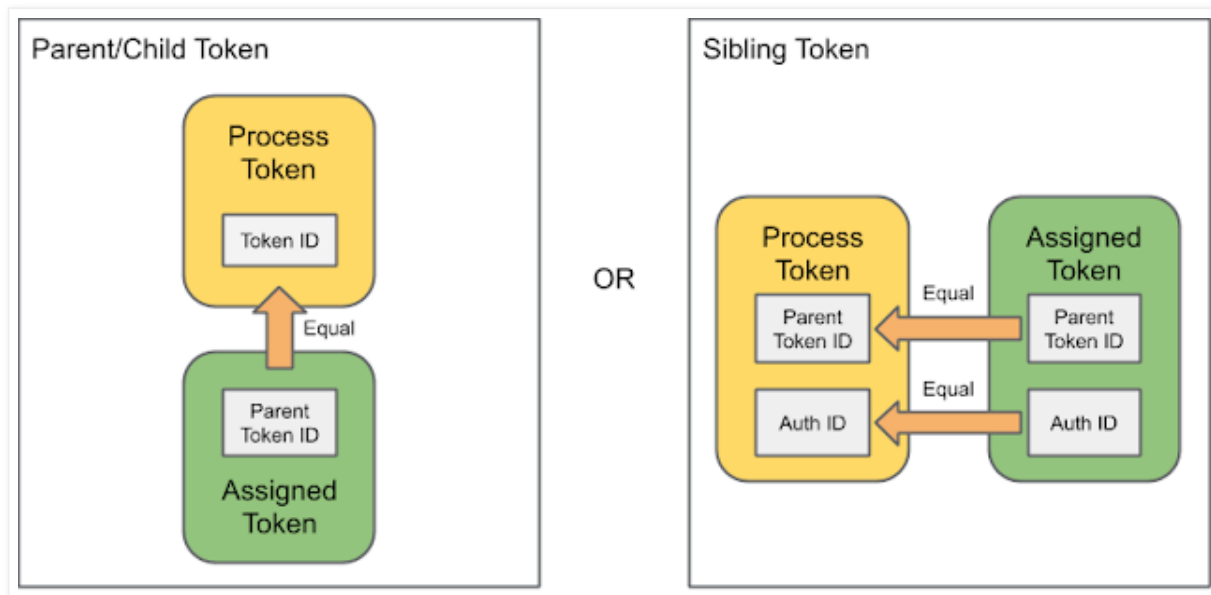 Parent/Child Token
Process
Token
Token ID
Equal
Parent
Token ID
Assigned
Token
OR
Sibling Token
Process
Token
Parent
Token ID
Auth ID
Equal
Equal
Assigned
Token
Parent
Token ID
Auth ID